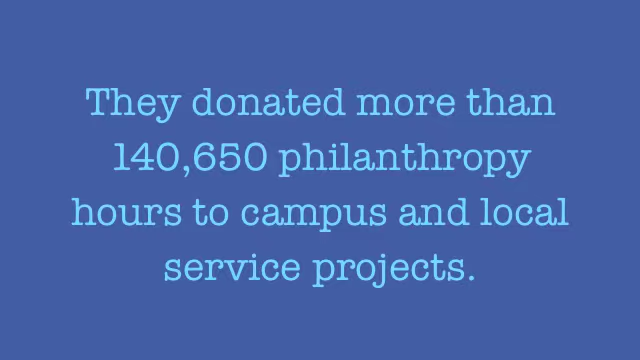 They donated more than
140,650 philanthropy
hours to campus and local
service projects.